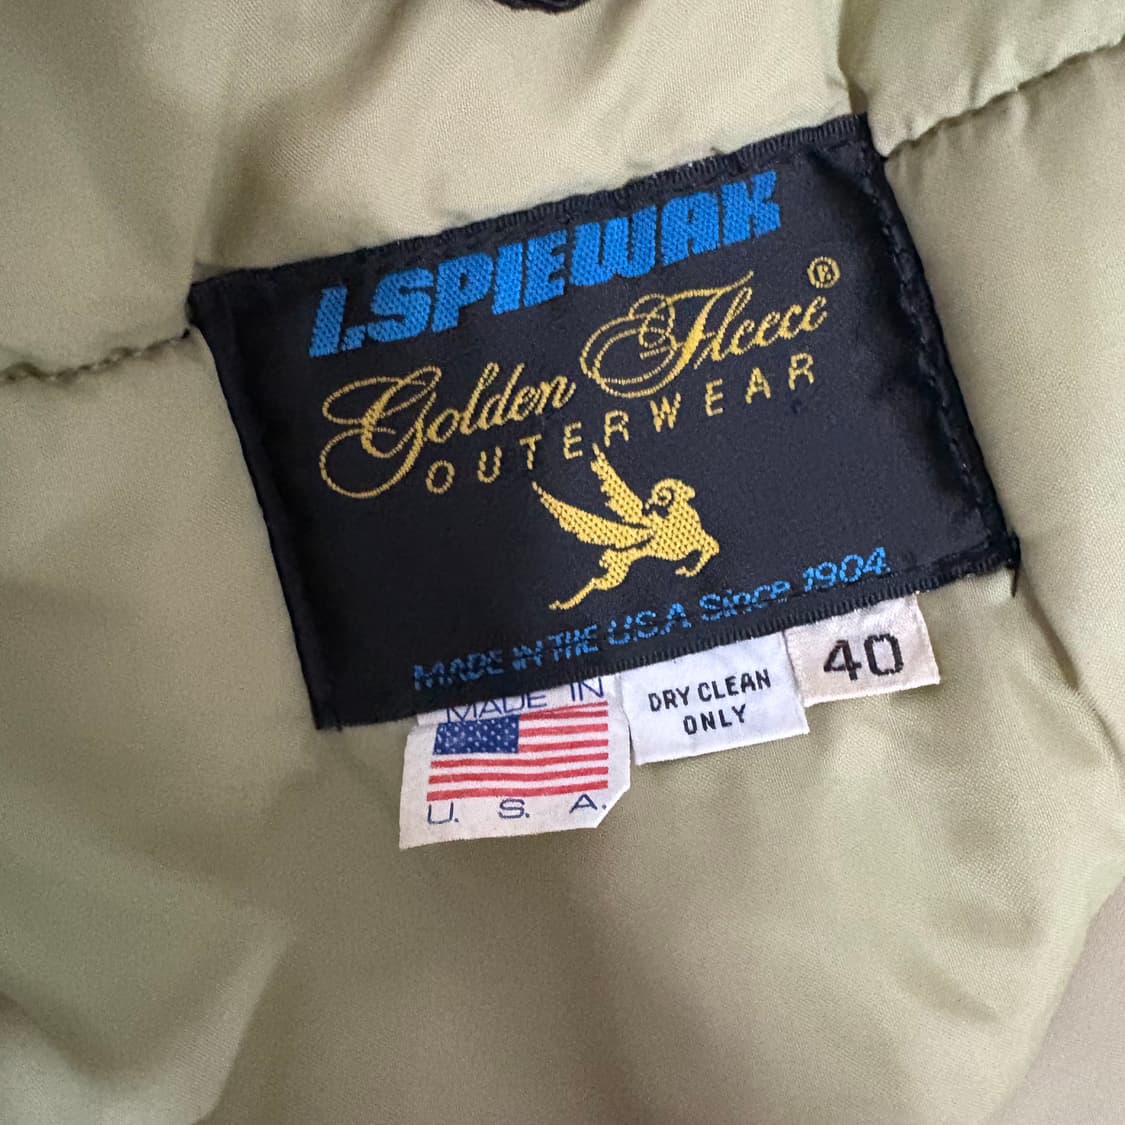 I.SPIEWAK
Golden Fleece ®
OUTERWEAR
MADE IN THE U.S.A Since 1904
MADE IN
U. S. A.
DRY CLEAN
ONLY
40